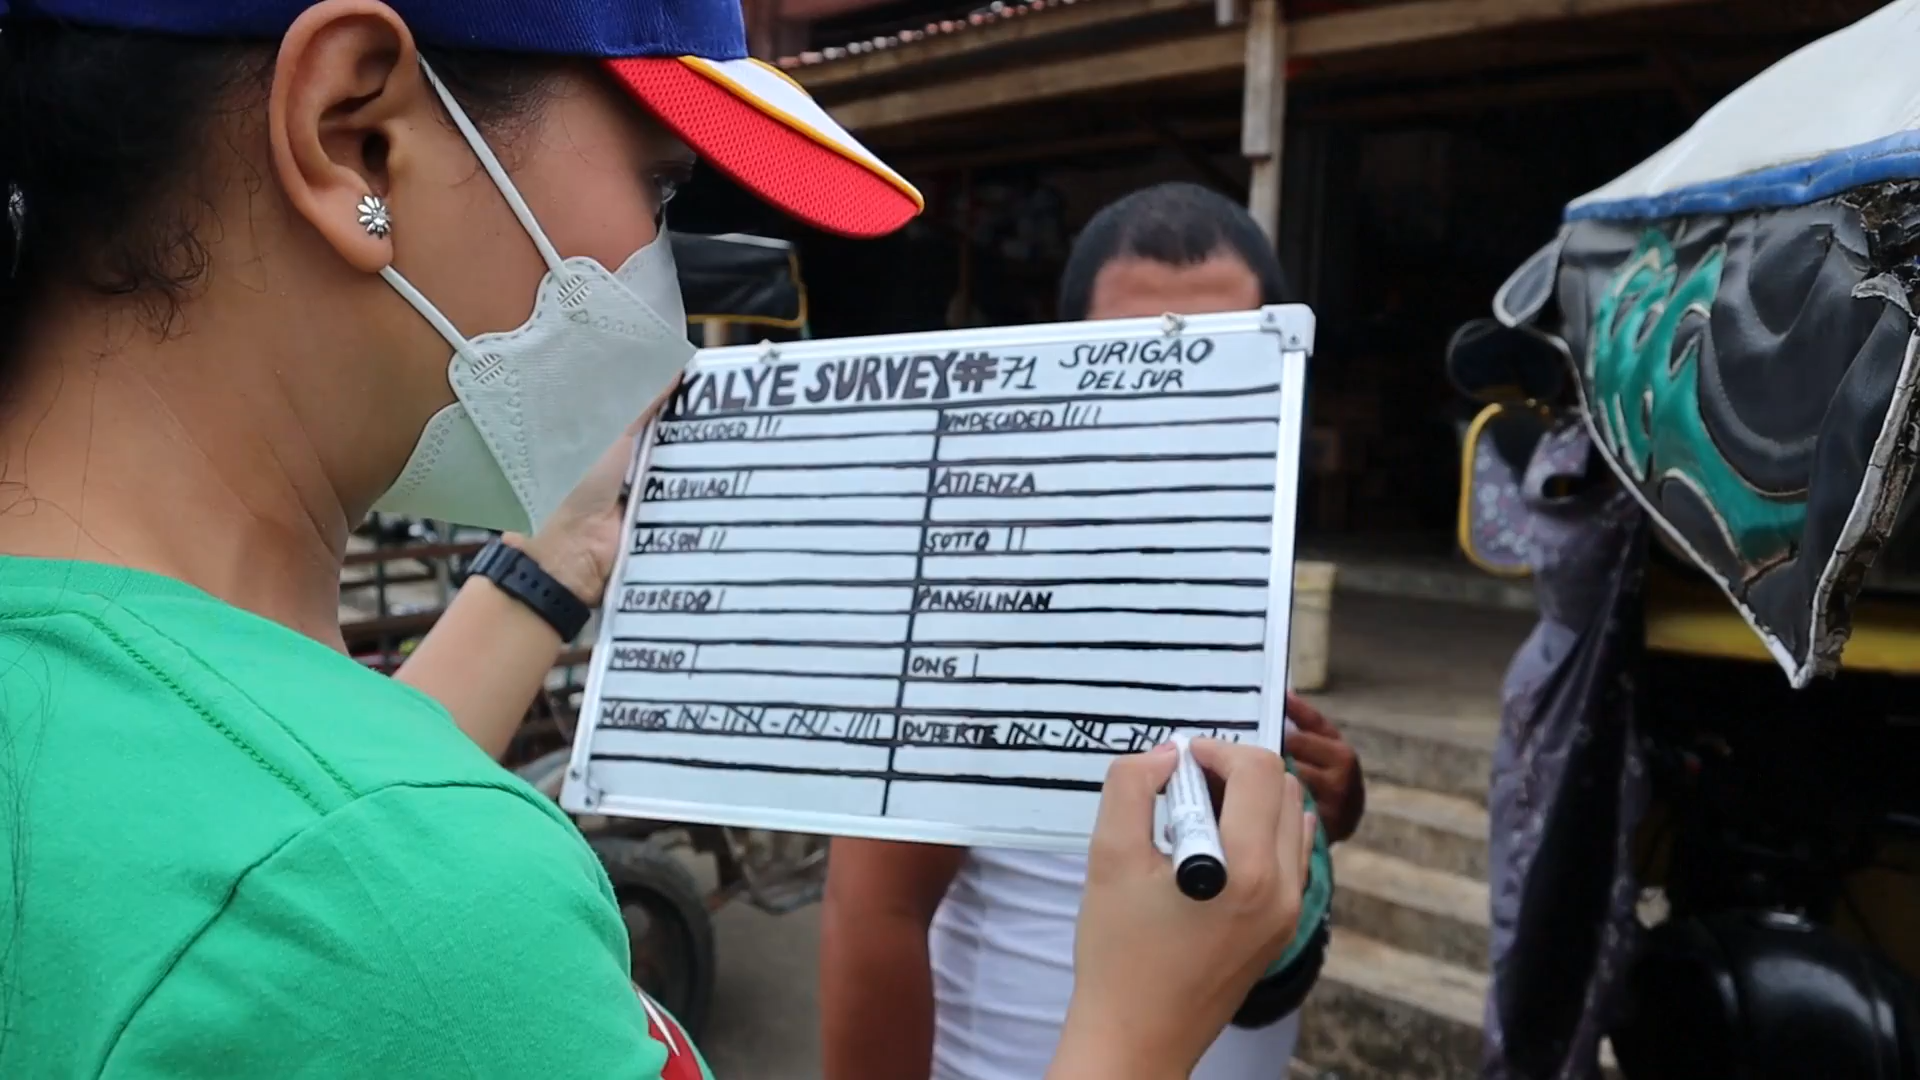 KALYE SURVEY #71 SURIGAO
DEL SUR
UNDECIDED ||| UNDECIDED ||||
PACQUIAO || ATIENZA
LACSON || SOTTO ||
ROBREDO | PANGILINAN
MORENO | ONG |
MARCOS DUTERTE